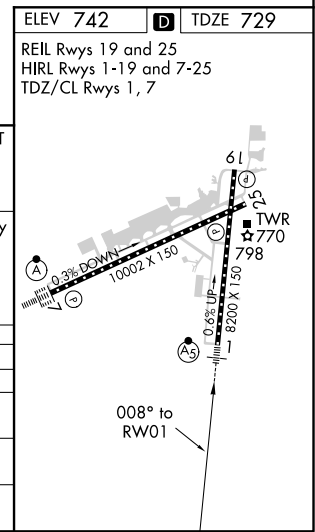 ELEV 742 D TDZE 729
REIL Rwys 19 and 25
HIRL Rwys 1-19 and 7-25
TDZ/CL Rwys 1, 7
T
y
19
P
25
TWR
770
798
P
A
0.3% DOWN
10002 X 150
P
7
0.6% UP
8200 X 150
A5
1
008° to
RW01